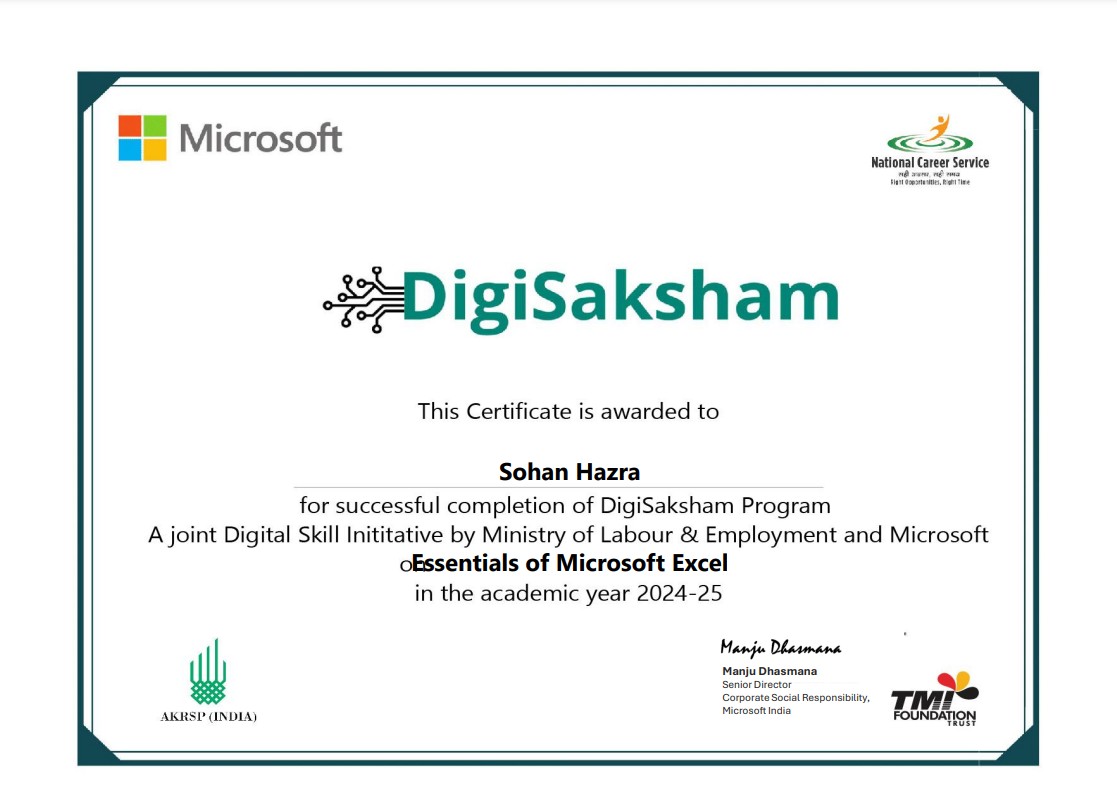 Microsoft
National Career Service
सही अवसर, सही समय
Right Opportunities, Right Time
DigiSaksham
This Certificate is awarded to
Sohan Hazra
for successful completion of DigiSaksham Program
A joint Digital Skill Inititative by Ministry of Labour & Employment and Microsoft
on Essentials of Microsoft Excel
in the academic year 2024-25
Manju Dhasmana
Manju Dhasmana
Senior Director
Corporate Social Responsibility,
Microsoft India
AKRSP (INDIA)
TMI
FOUNDATION
TRUST